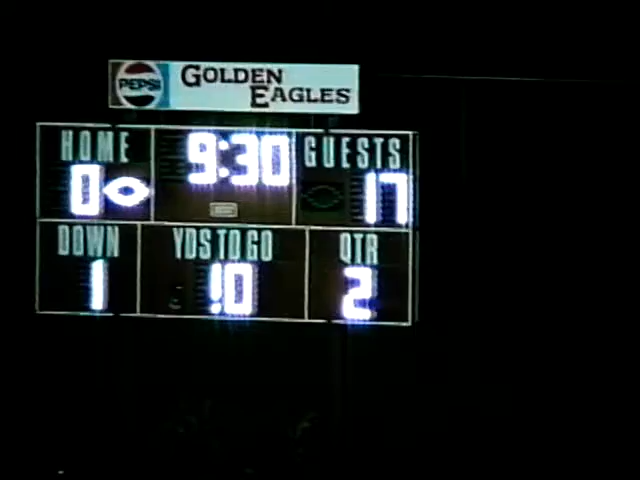 PEPSI
GOLDEN
EAGLES
HOME 9:30 GUESTS
0 17
DOWN YDS TO GO QTR
1 10 2